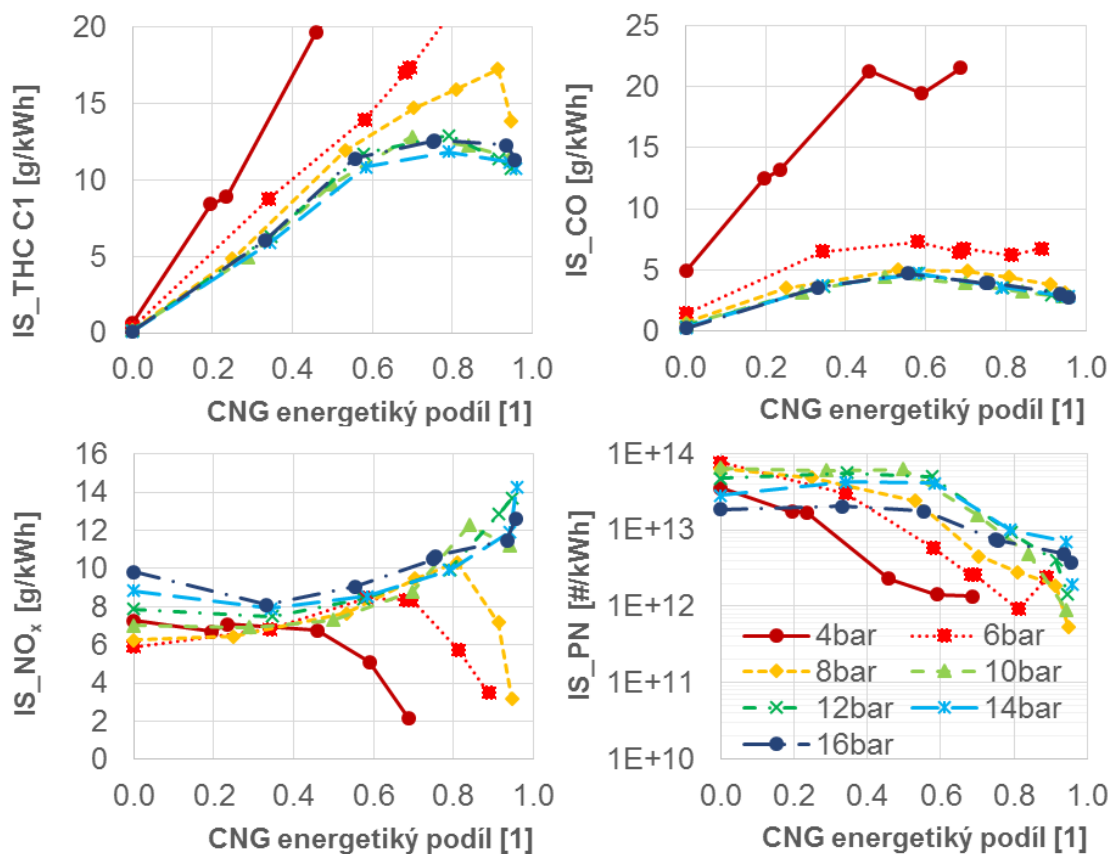 IS_THC C1 [g/kWh]
20
15
10
5
0
0.0 0.2 0.4 0.6 0.8 1.0
CNG energetiký podíl [1]
IS_CO [g/kWh]
25
20
15
10
5
0
0.0 0.2 0.4 0.6 0.8 1.0
CNG energetiký podíl [1]
IS_NOₓ [g/kWh]
16
14
12
10
8
6
4
2
0
0.0 0.2 0.4 0.6 0.8 1.0
CNG energetiký podíl [1]
IS_PN [#/kWh]
1E+14
1E+13
1E+12
1E+11
1E+10
4bar 6bar
8bar 10bar
12bar 14bar
16bar
0.0 0.2 0.4 0.6 0.8 1.0
CNG energetiký podíl [1]